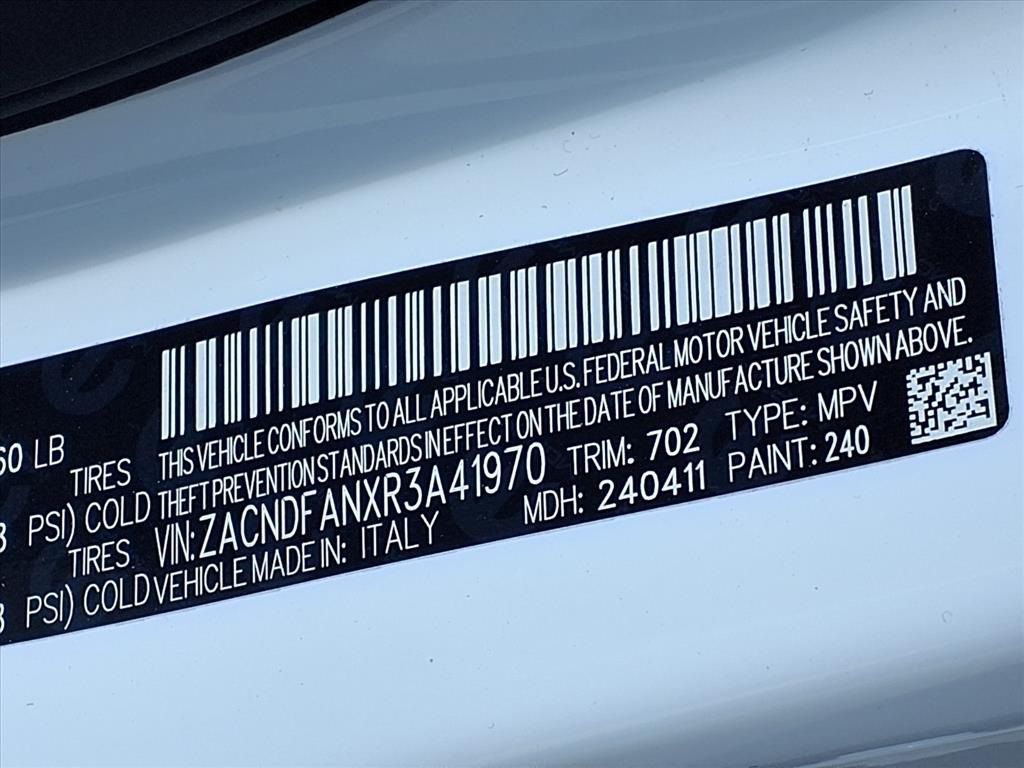 60 LB
TIRES
PSI) COLD
TIRES
PSI) COLD
THIS VEHICLE CONFORMS TO ALL APPLICABLE U.S. FEDERAL MOTOR VEHICLE SAFETY AND
THEFT PREVENTION STANDARDS IN EFFECT ON THE DATE OF MANUFACTURE SHOWN ABOVE.
VIN: ZACNDFANXR3A41970 TRIM: 702 TYPE: MPV
VEHICLE MADE IN: ITALY MDH: 240411 PAINT: 240